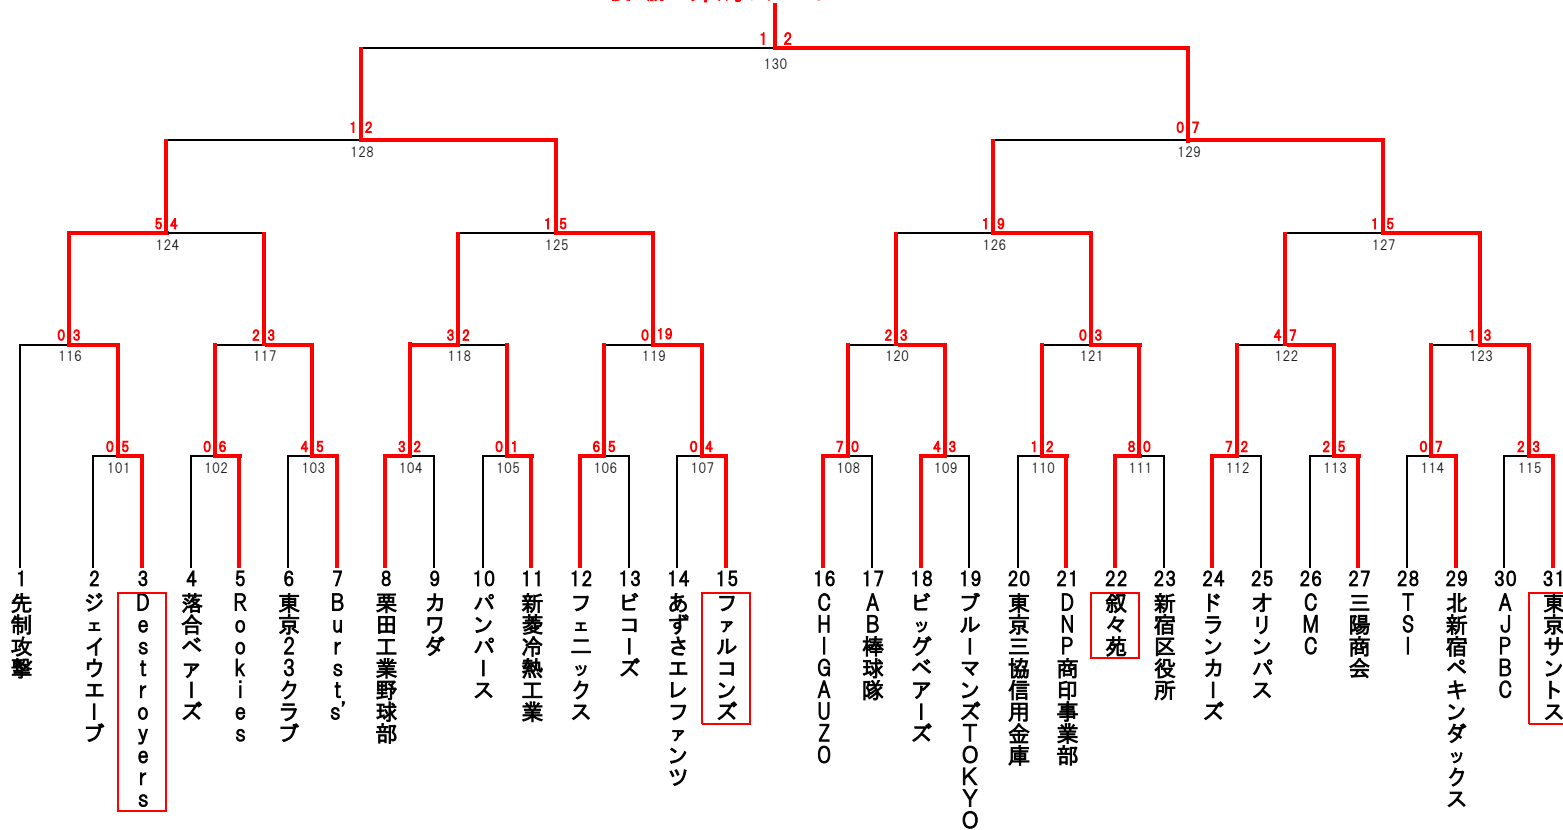 1 2
130
1 2
128
0 7
129
5 4
124
1 5
125
1 9
126
1 5
127
0 3
116
2 3
117
3 2
118
0 19
119
2 3
120
0 3
121
4 7
122
1 3
123
0 5
101
0 6
102
4 5
103
3 2
104
0 1
105
6 5
106
0 4
107
7 0
108
4 3
109
1 2
110
8 0
111
7 2
112
2 5
113
0 7
114
2 3
115
1 先制攻撃
2 ジェイウエーブ
3 Destroyers
4 落合ベアーズ
5 Rookies
6 東京23クラブ
7 Burst's
8 栗田工業野球部
9 カワダ
10 パンパース
11 新菱冷熱工業
12 フェニックス
13 ビコーズ
14 あずさエレファンツ
15 ファルコンズ
16 CHIGAUZO
17 AB棒球隊
18 ビッグベアーズ
19 ブルーマンズTOKYO
20 東京三協信用金庫
21 DNP商印事業部
22 叙々苑
23 新宿区役所
24 ドランカーズ
25 オリンパス
26 CMC
27 三陽商会
28 TSI
29 北新宿ペキンダックス
30 AJPBC
31 東京サントス